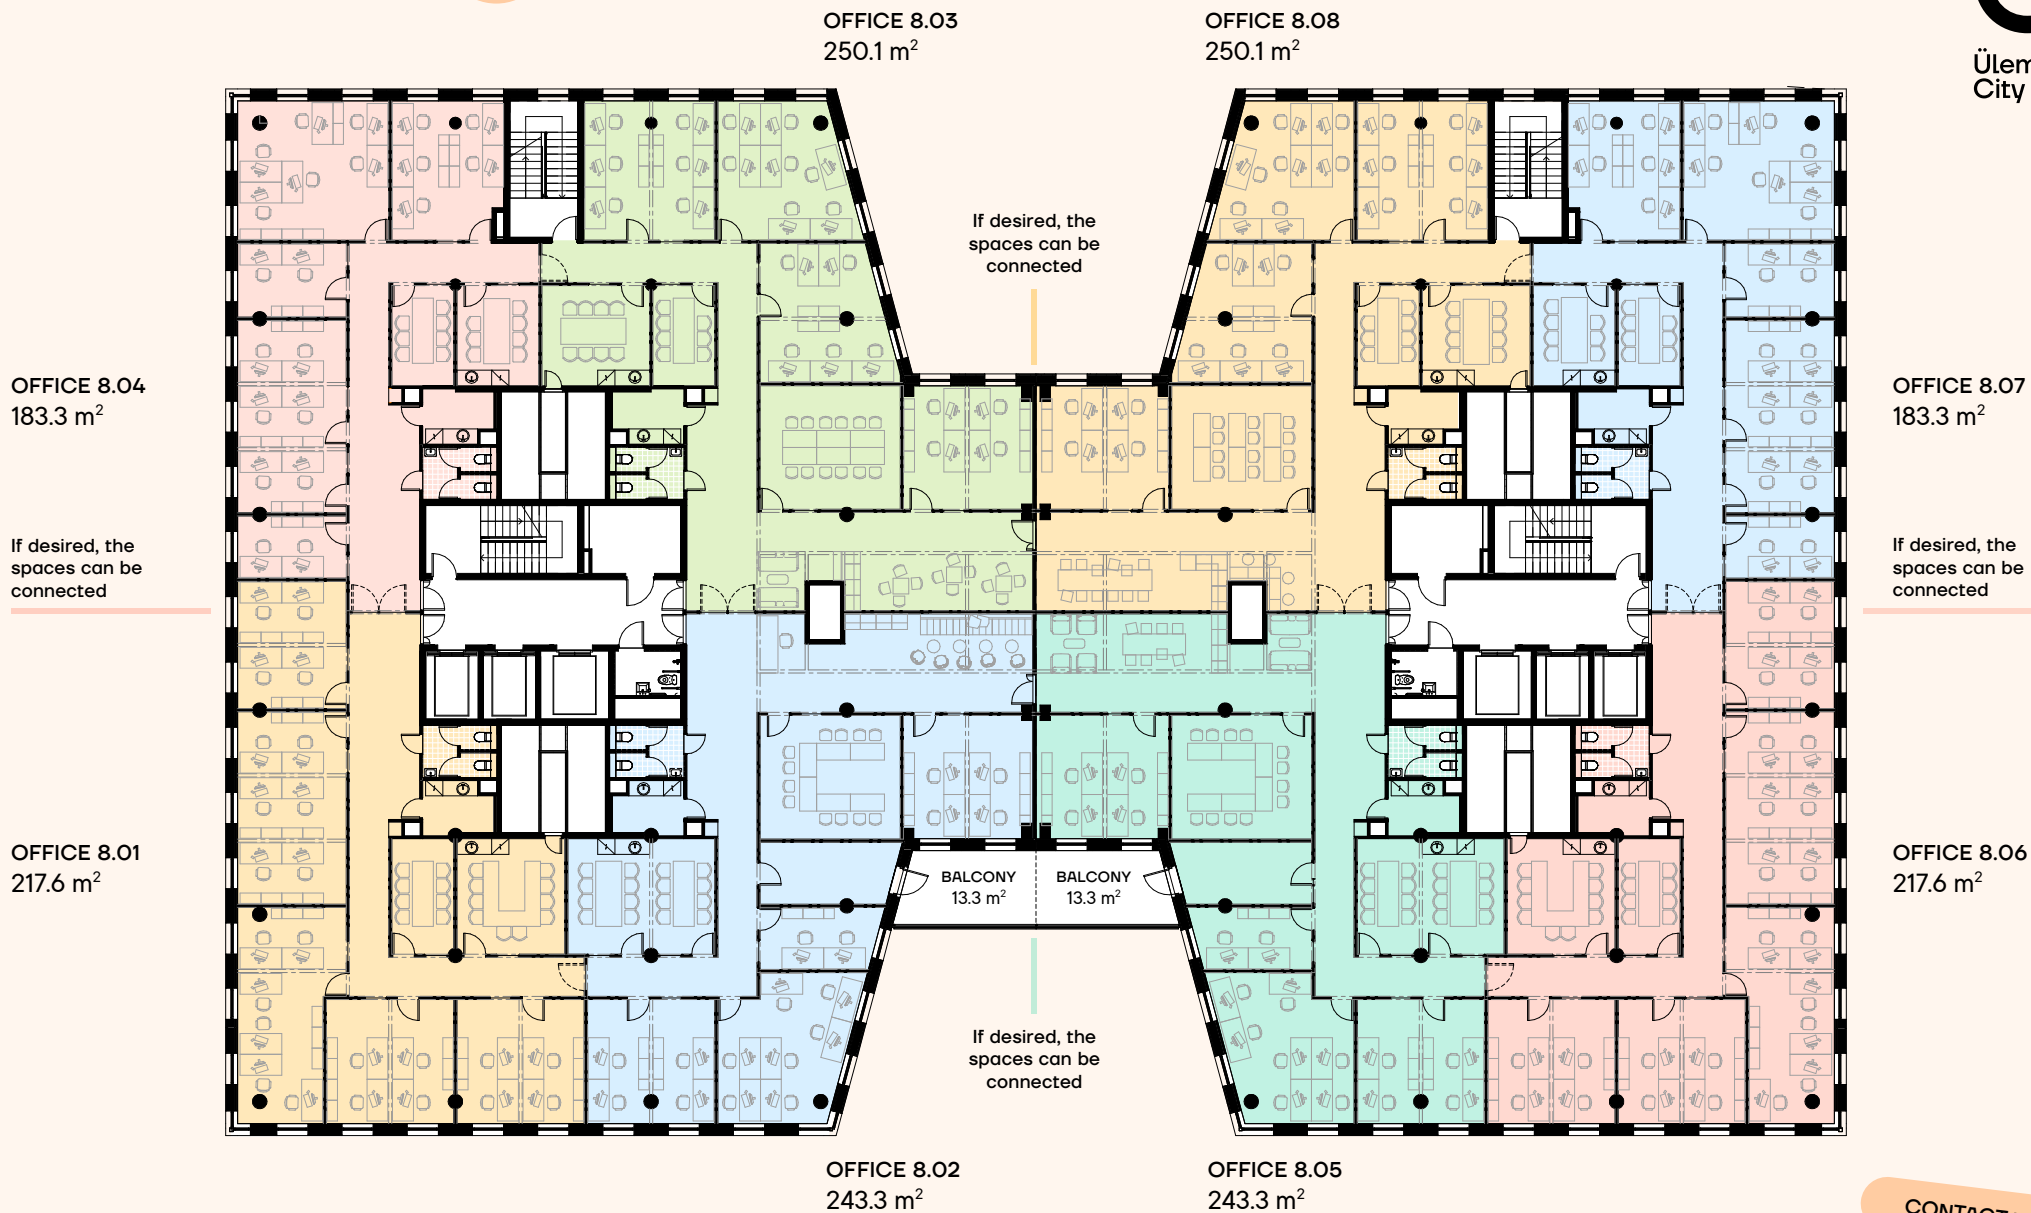 OFFICE 8.03
250.1 m²
OFFICE 8.08
250.1 m²
City
If desired, the
spaces can be
connected
OFFICE 8.04
183.3 m²
OFFICE 8.07
183.3 m²
If desired, the
spaces can be
connected
If desired, the
spaces can be
connected
OFFICE 8.01
217.6 m²
OFFICE 8.06
217.6 m²
BALCONY
13.3 m²
BALCONY
13.3 m²
If desired, the
spaces can be
connected
OFFICE 8.02
243.3 m²
OFFICE 8.05
243.3 m²